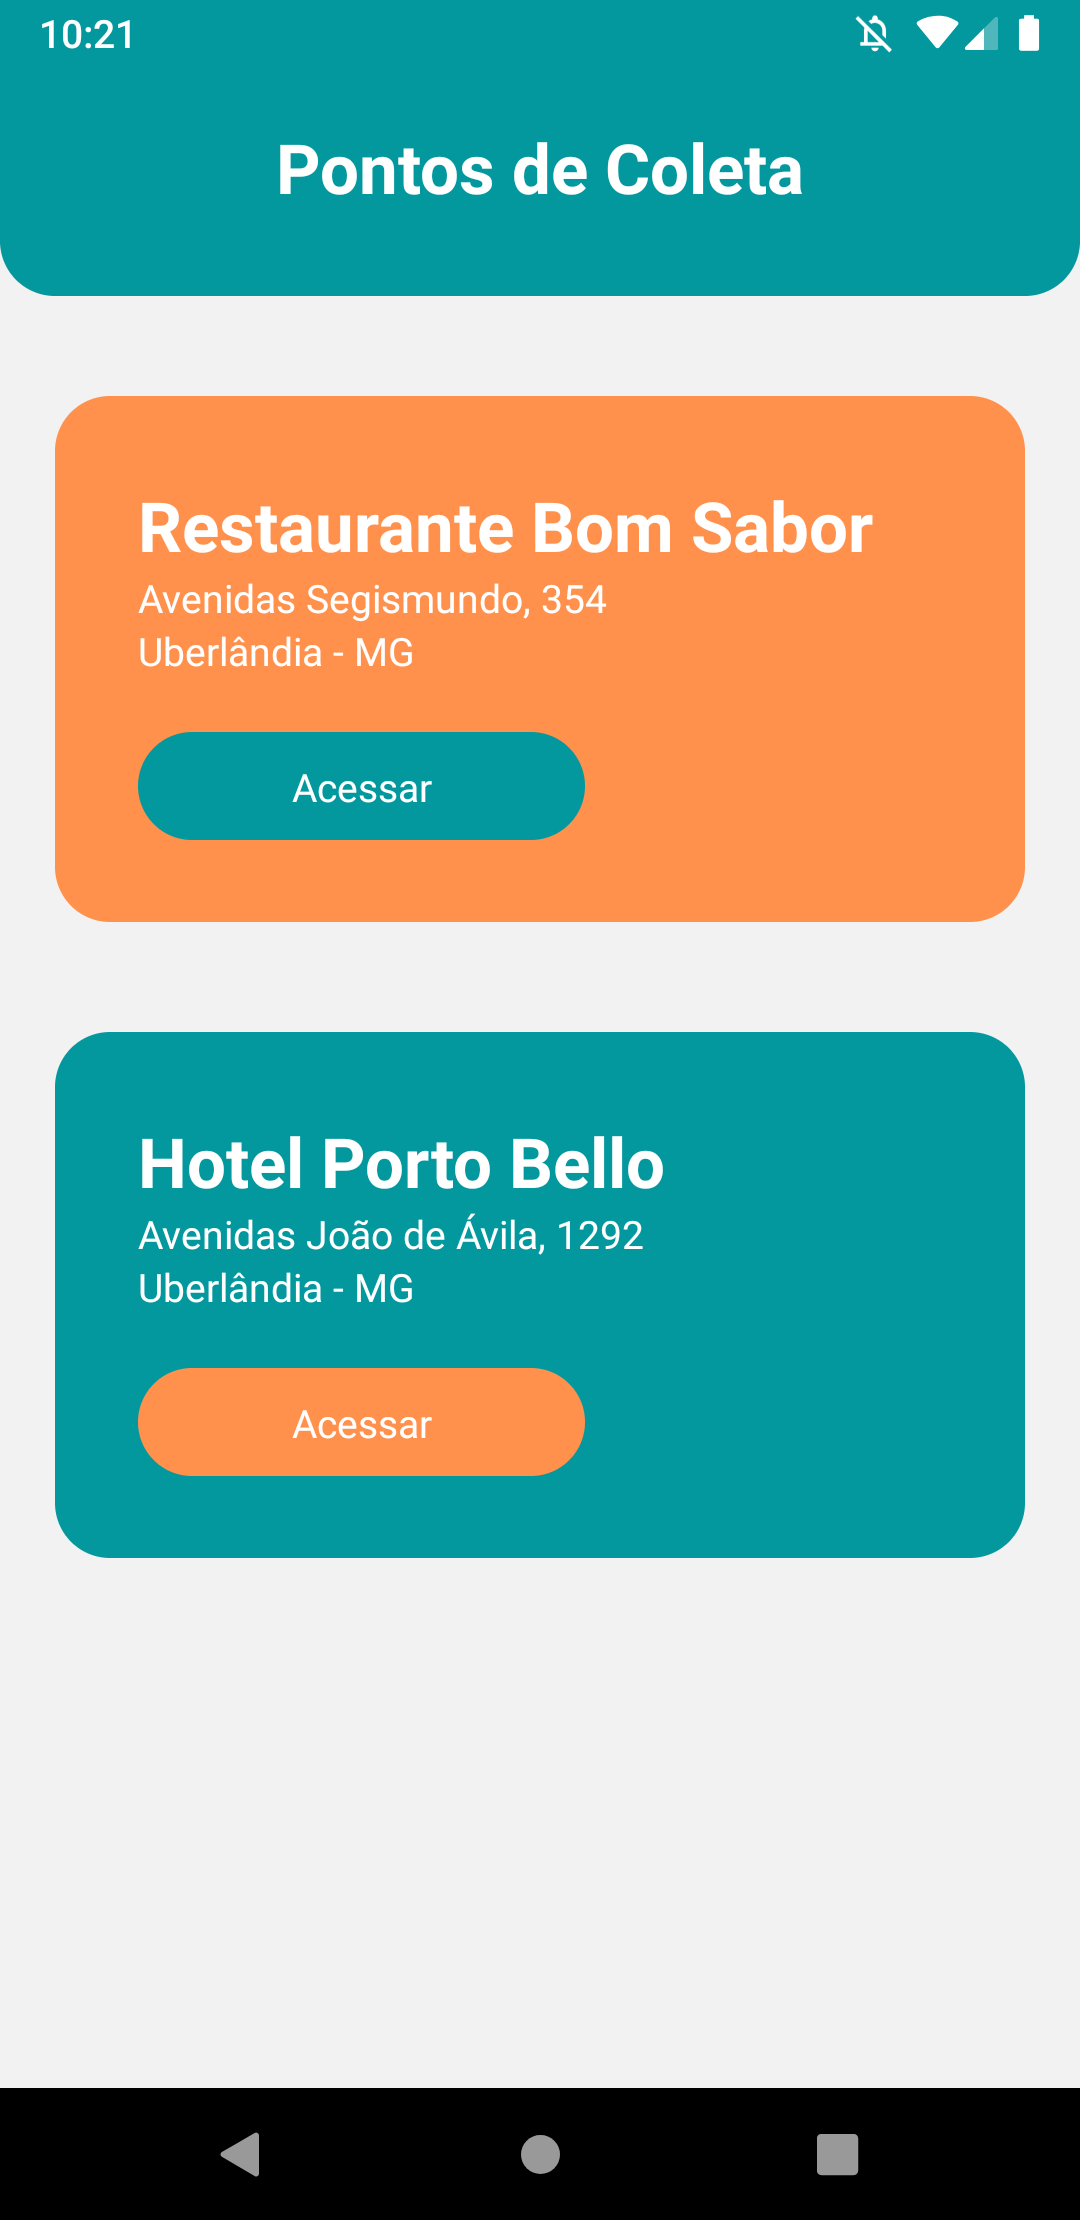 10:21
Pontos de Coleta
Restaurante Bom Sabor
Avenidas Segismundo, 354
Uberlândia - MG
Acessar
Hotel Porto Bello
Avenidas João de Ávila, 1292
Uberlândia - MG
Acessar